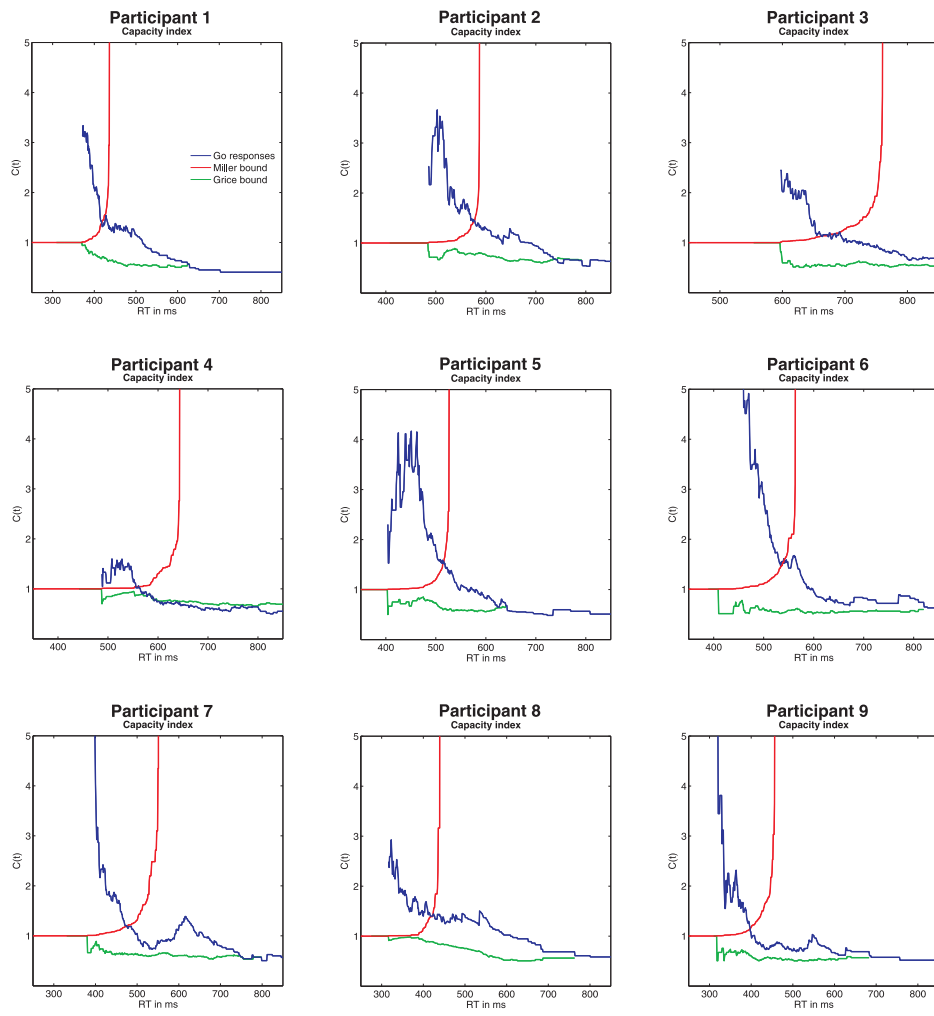 Participant 1
Capacity index
5
4
3
2
1
C(t)
Go responses
Miller bound
Grice bound
300 400 500 600 700 800
RT in ms
Participant 2
Capacity index
5
4
3
2
1
C(t)
400 500 600 700 800
RT in ms
Participant 3
Capacity index
5
4
3
2
1
C(t)
500 600 700 800
RT in ms
Participant 4
Capacity index
5
4
3
2
1
C(t)
400 500 600 700 800
RT in ms
Participant 5
Capacity index
5
4
3
2
1
C(t)
400 500 600 700 800
RT in ms
Participant 6
Capacity index
5
4
3
2
1
C(t)
400 500 600 700 800
RT in ms
Participant 7
Capacity index
5
4
3
2
1
C(t)
300 400 500 600 700 800
RT in ms
Participant 8
Capacity index
5
4
3
2
1
C(t)
300 400 500 600 700 800
RT in ms
Participant 9
Capacity index
5
4
3
2
1
C(t)
300 400 500 600 700 800
RT in ms